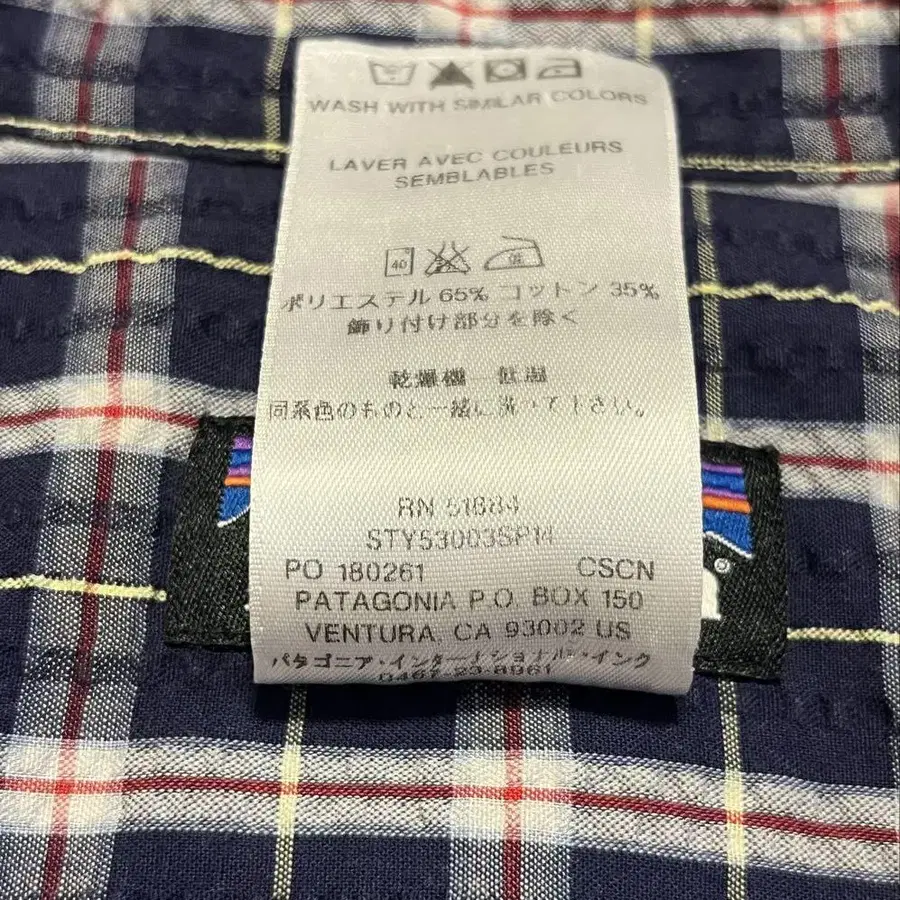 WASH WITH SIMILAR COLORS
LAVER AVEC COULEURS
SEMBLABLES
40
ポリエステル 65% コットン 35%
飾り付け部分を除く
乾燥機 低温
同系色のものと一緒に洗って下さい。
RN 51884
STY53003SP14
PO 180261 CSCN
PATAGONIA P.O. BOX 150
VENTURA, CA 93002 US
パタゴニア・インターナショナル・インク
0467-23-8961